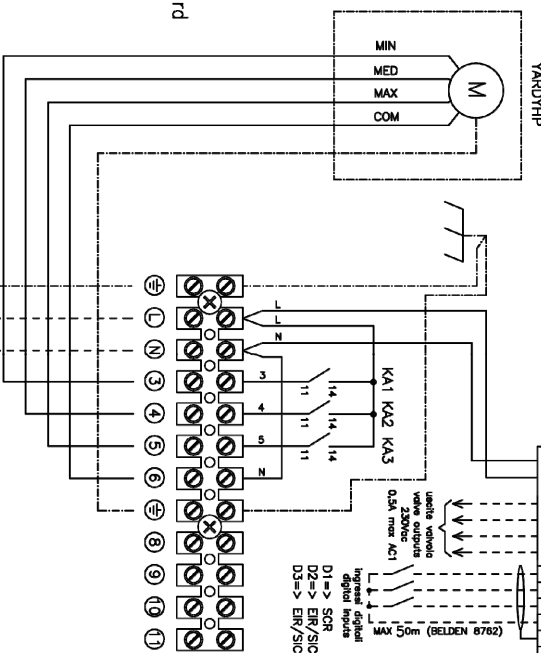 rd
YARDYHP
MIN
MED
MAX
COM
M
L
L
N
L
N
3
3
11
14
KA1
4
4
11
14
KA2
5
5
11
14
KA3
6
N
8
9
10
11
uscite valvola
valve outputs
230Vac
0,5A max AC1
ingressi digitali
digital inputs
D1=> SCR
D2=> EIR/SIC
D3=> EIR/SIC
MAX 50m (BELDEN 8762)